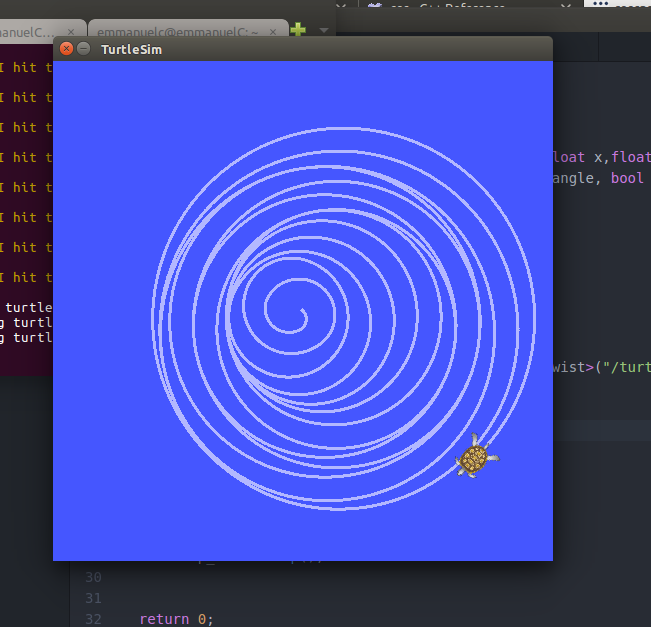 C++ Reference
emmanuelc@emmanuelC: ~
TurtleSim
I hit t
I hit t
I hit t
I hit t
I hit t
I hit t
I hit t
I hit t
turtle
g turtl
g turtl
loat x,float
angle, bool
wist>("/turt
30
31
32 return 0;